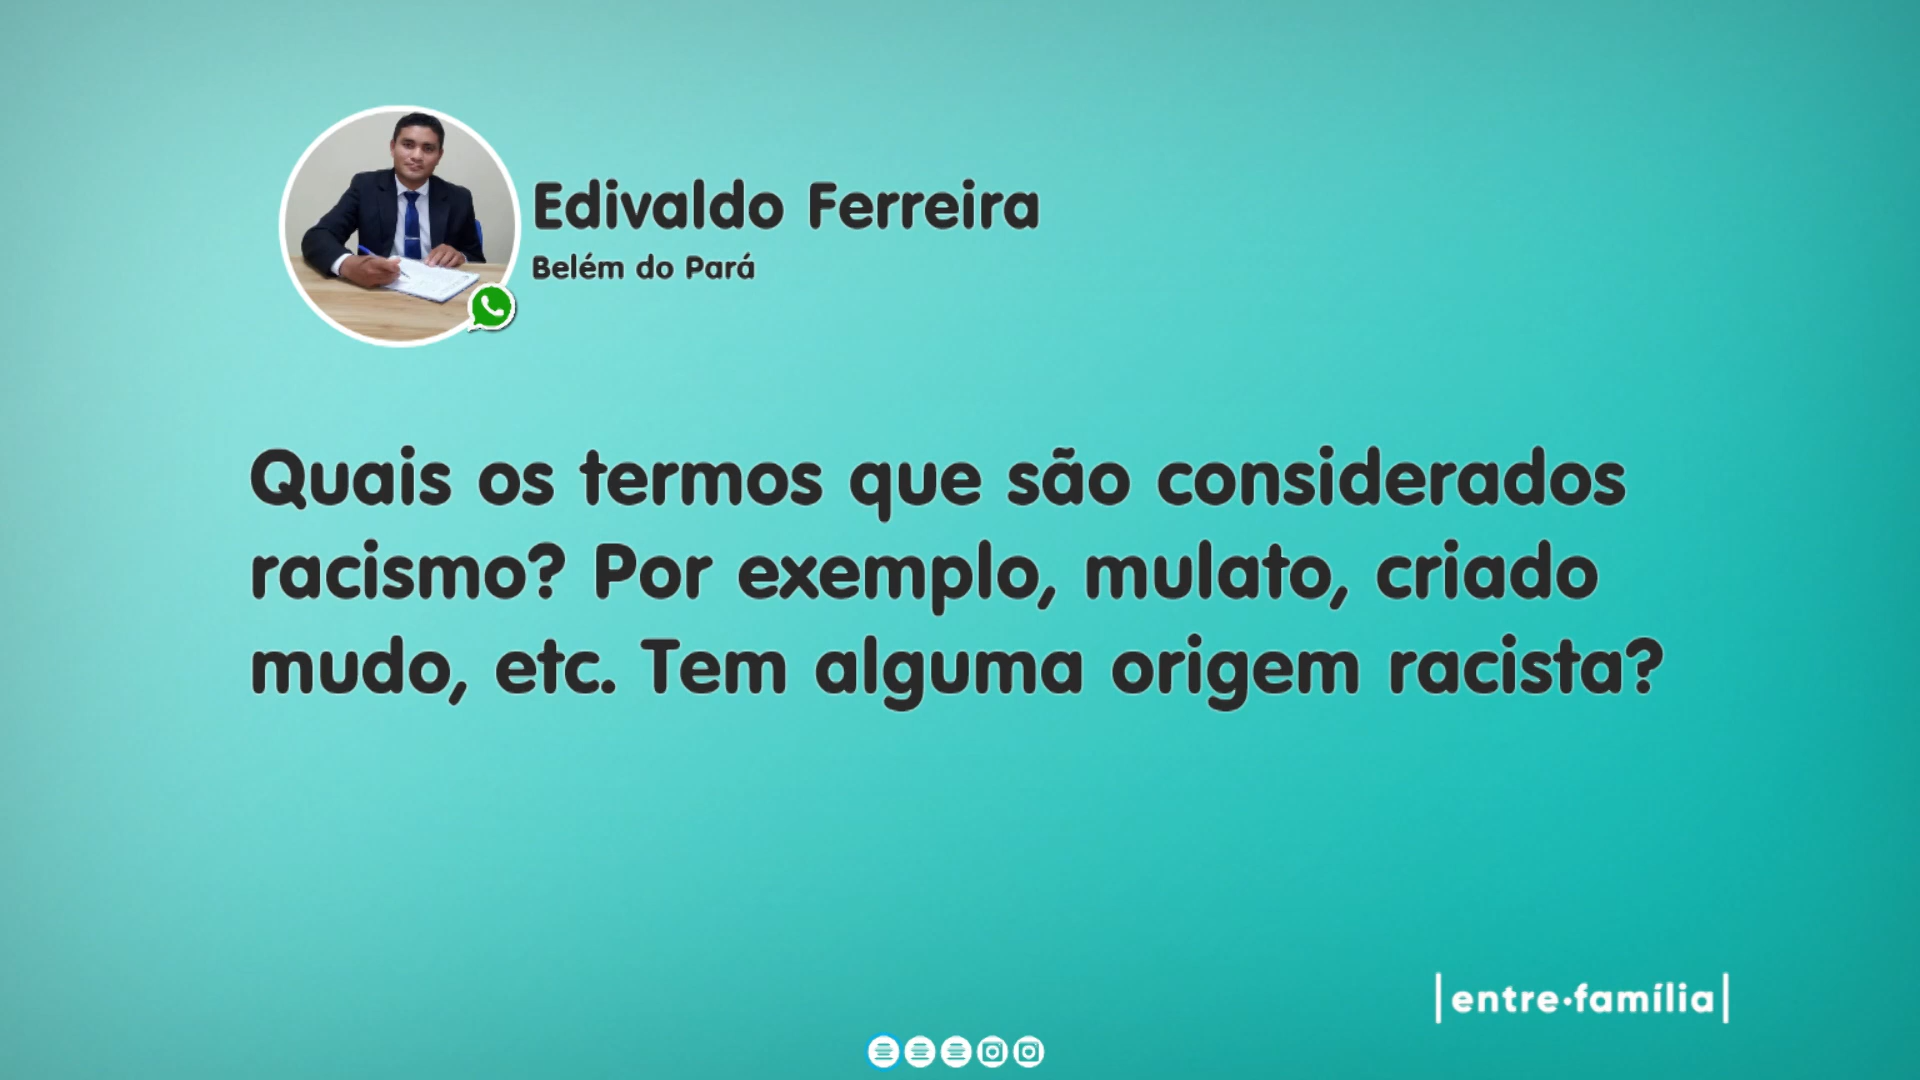 Edivaldo Ferreira
Belém do Pará
Quais os termos que são considerados
racismo? Por exemplo, mulato, criado
mudo, etc. Tem alguma origem racista?
|entre•família|